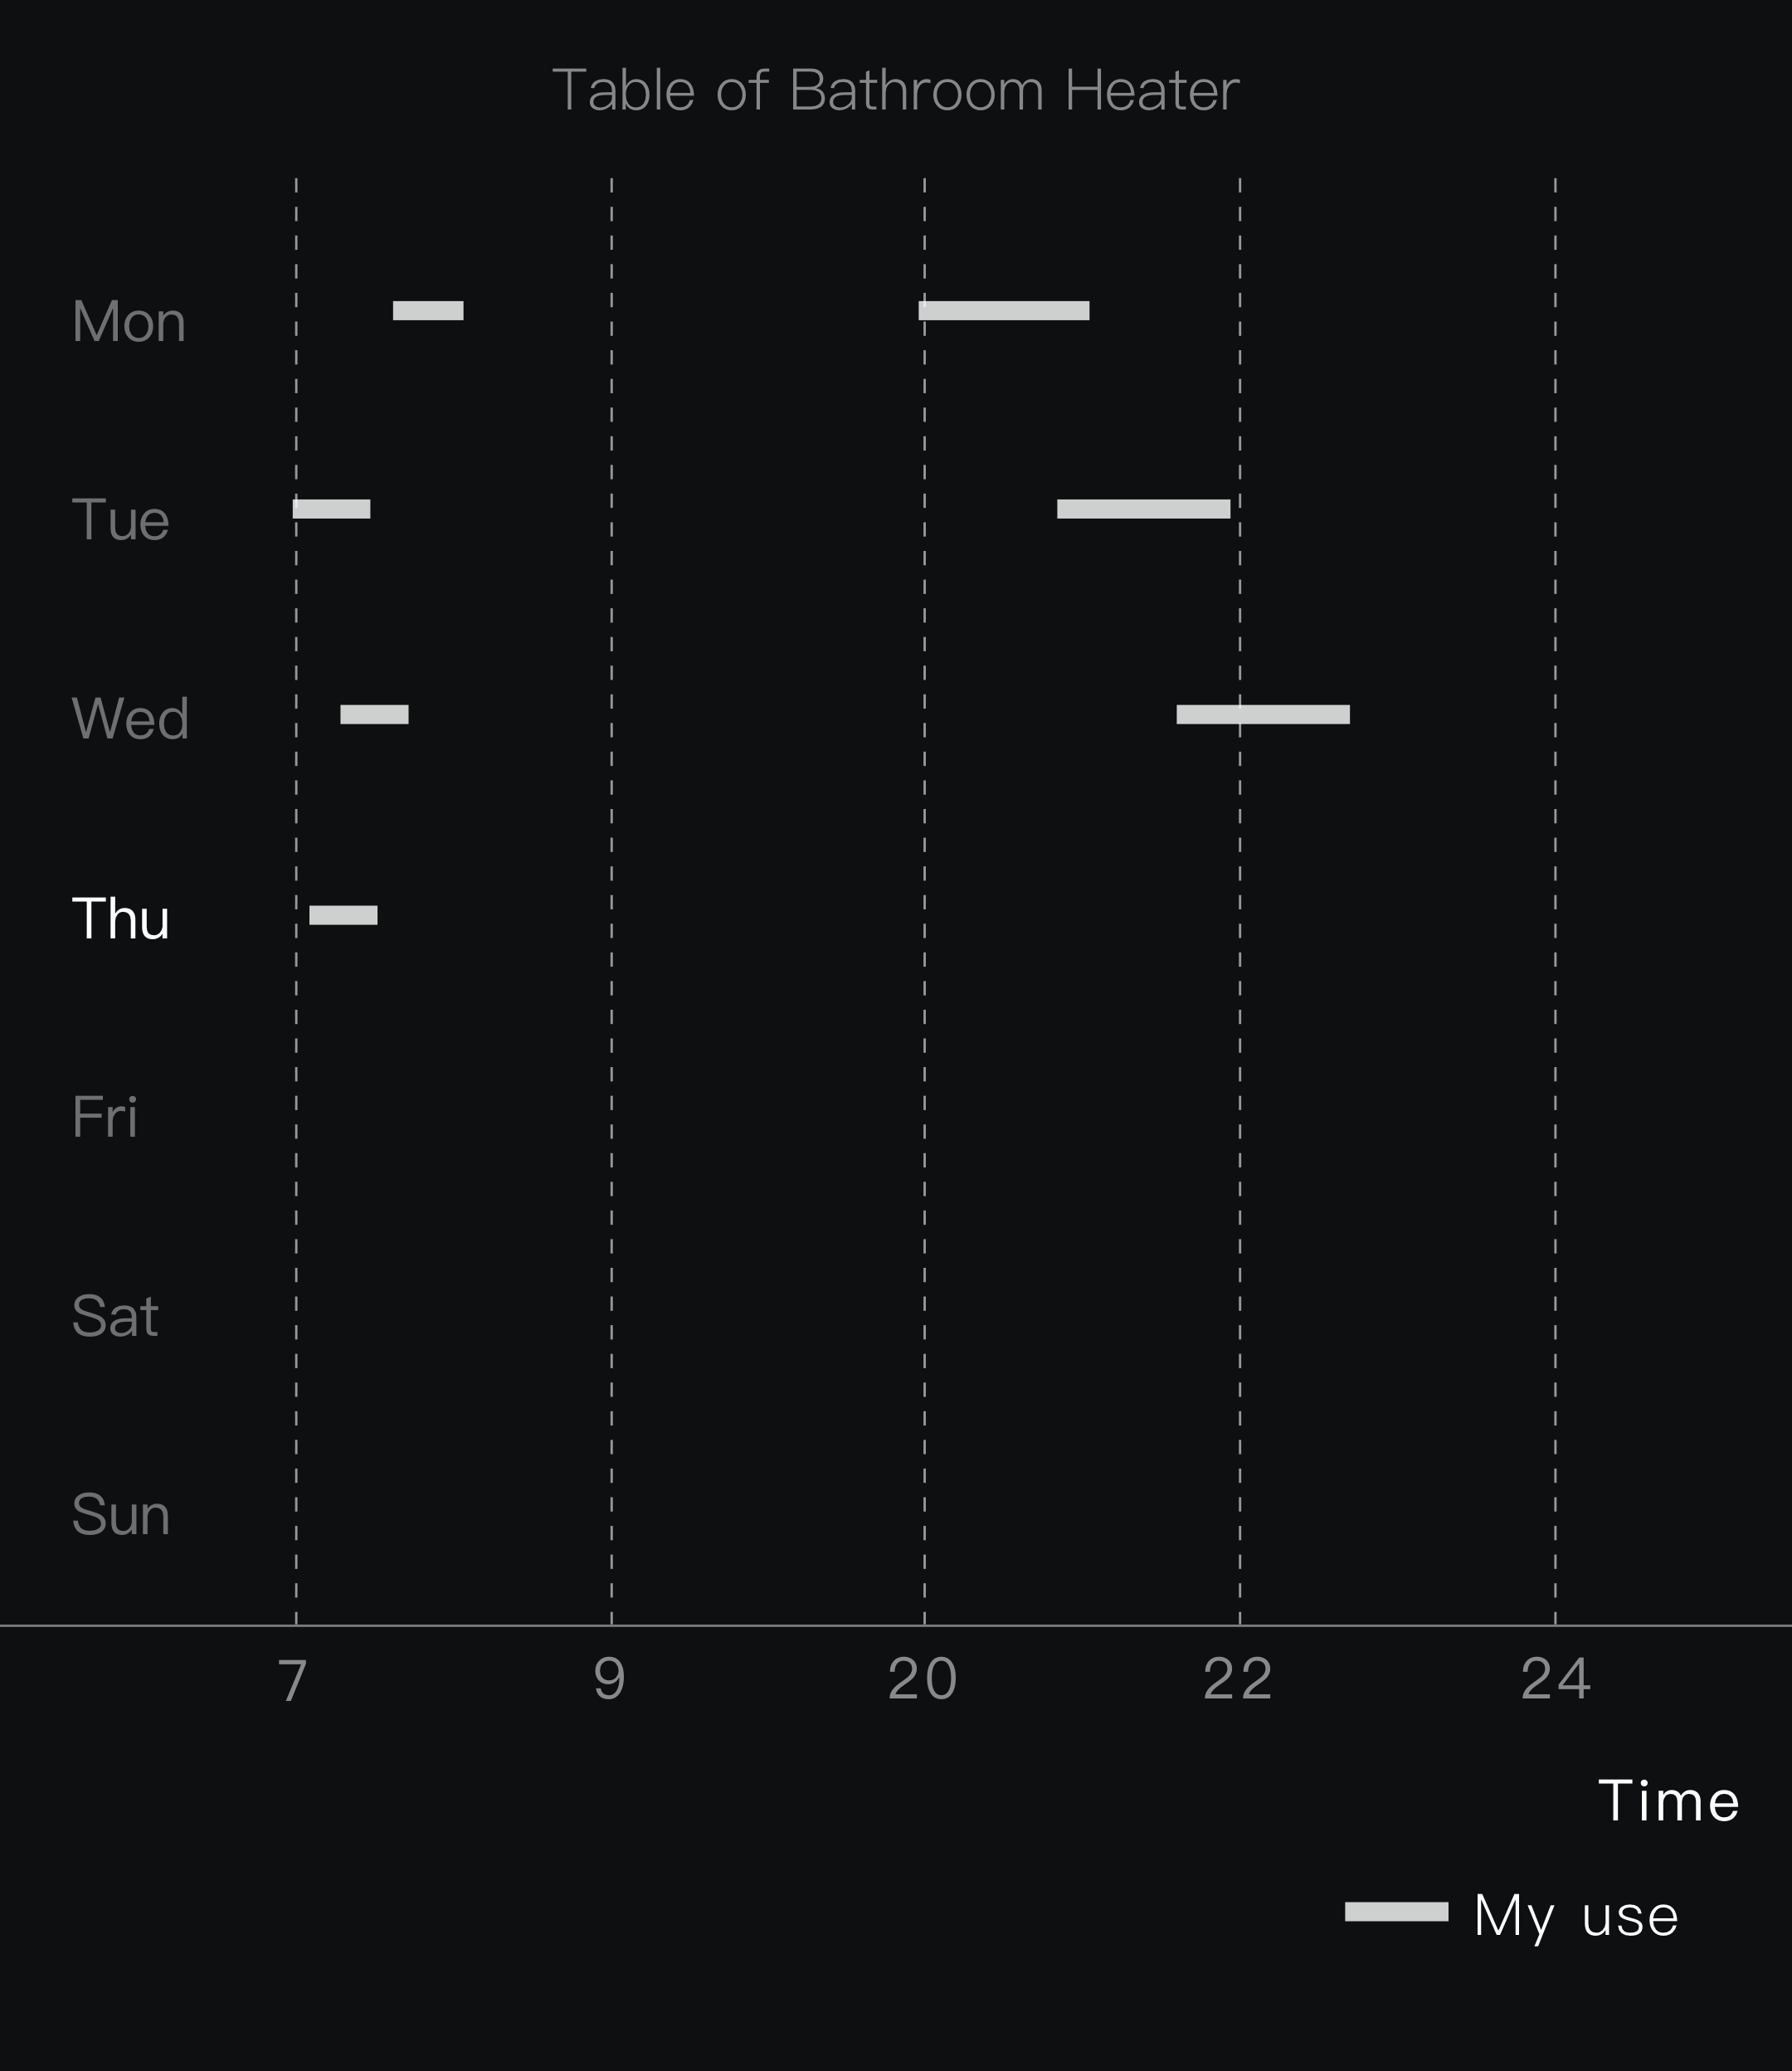 Table of Bathroom Heater
Mon
Tue
Wed
Thu
Fri
Sat
Sun
7 9 20 22 24
Time
My use